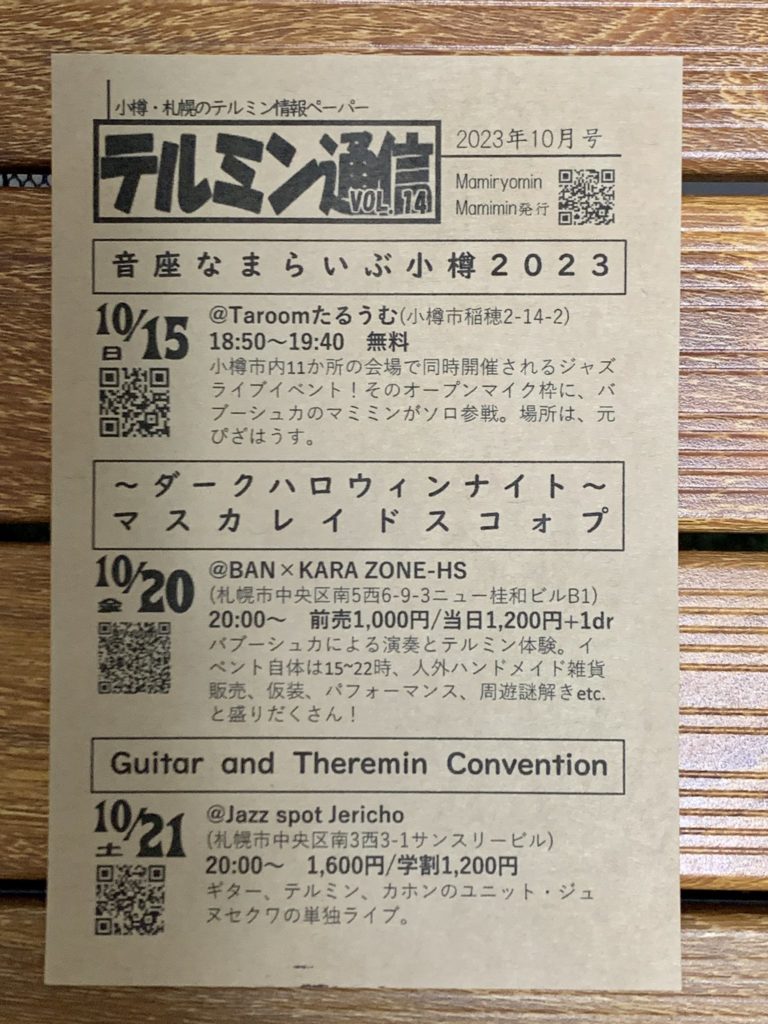 小樽・札幌のテルミン情報ペーパー
テルミン通信
VOL. 14
2023年10月号
Mamiryomin
Mamimin発行
音座なまらいぶ小樽2023
10/15
日
@Taroomたるうむ(小樽市稲穂2-14-2)
18:50～19:40　無料
小樽市内11か所の会場で同時開催されるジャズ
ライブイベント！そのオープンマイク枠に、バ
ブーシュカのマミミンがソロ参戦。場所は、元
ぴざはうす。
～ダークハロウィンナイト～
マスカレイドスコォプ
10/20
金
@BAN×KARA ZONE-HS
(札幌市中央区南5西6-9-3ニュー桂和ビルB1)
20:00～　前売1,000円/当日1,200円+1dr
バブーシュカによる演奏とテルミン体験。イ
ベント自体は15~22時、人外ハンドメイド雑貨
販売、仮装、パフォーマンス、周遊謎解きetc.
と盛りだくさん！
Guitar and Theremin Convention
10/21
土
@Jazz spot Jericho
(札幌市中央区南3西3-1サンスリービル)
20:00～　1,600円/学割1,200円
ギター、テルミン、カホンのユニット・ジュ
ヌセクワの単独ライブ。